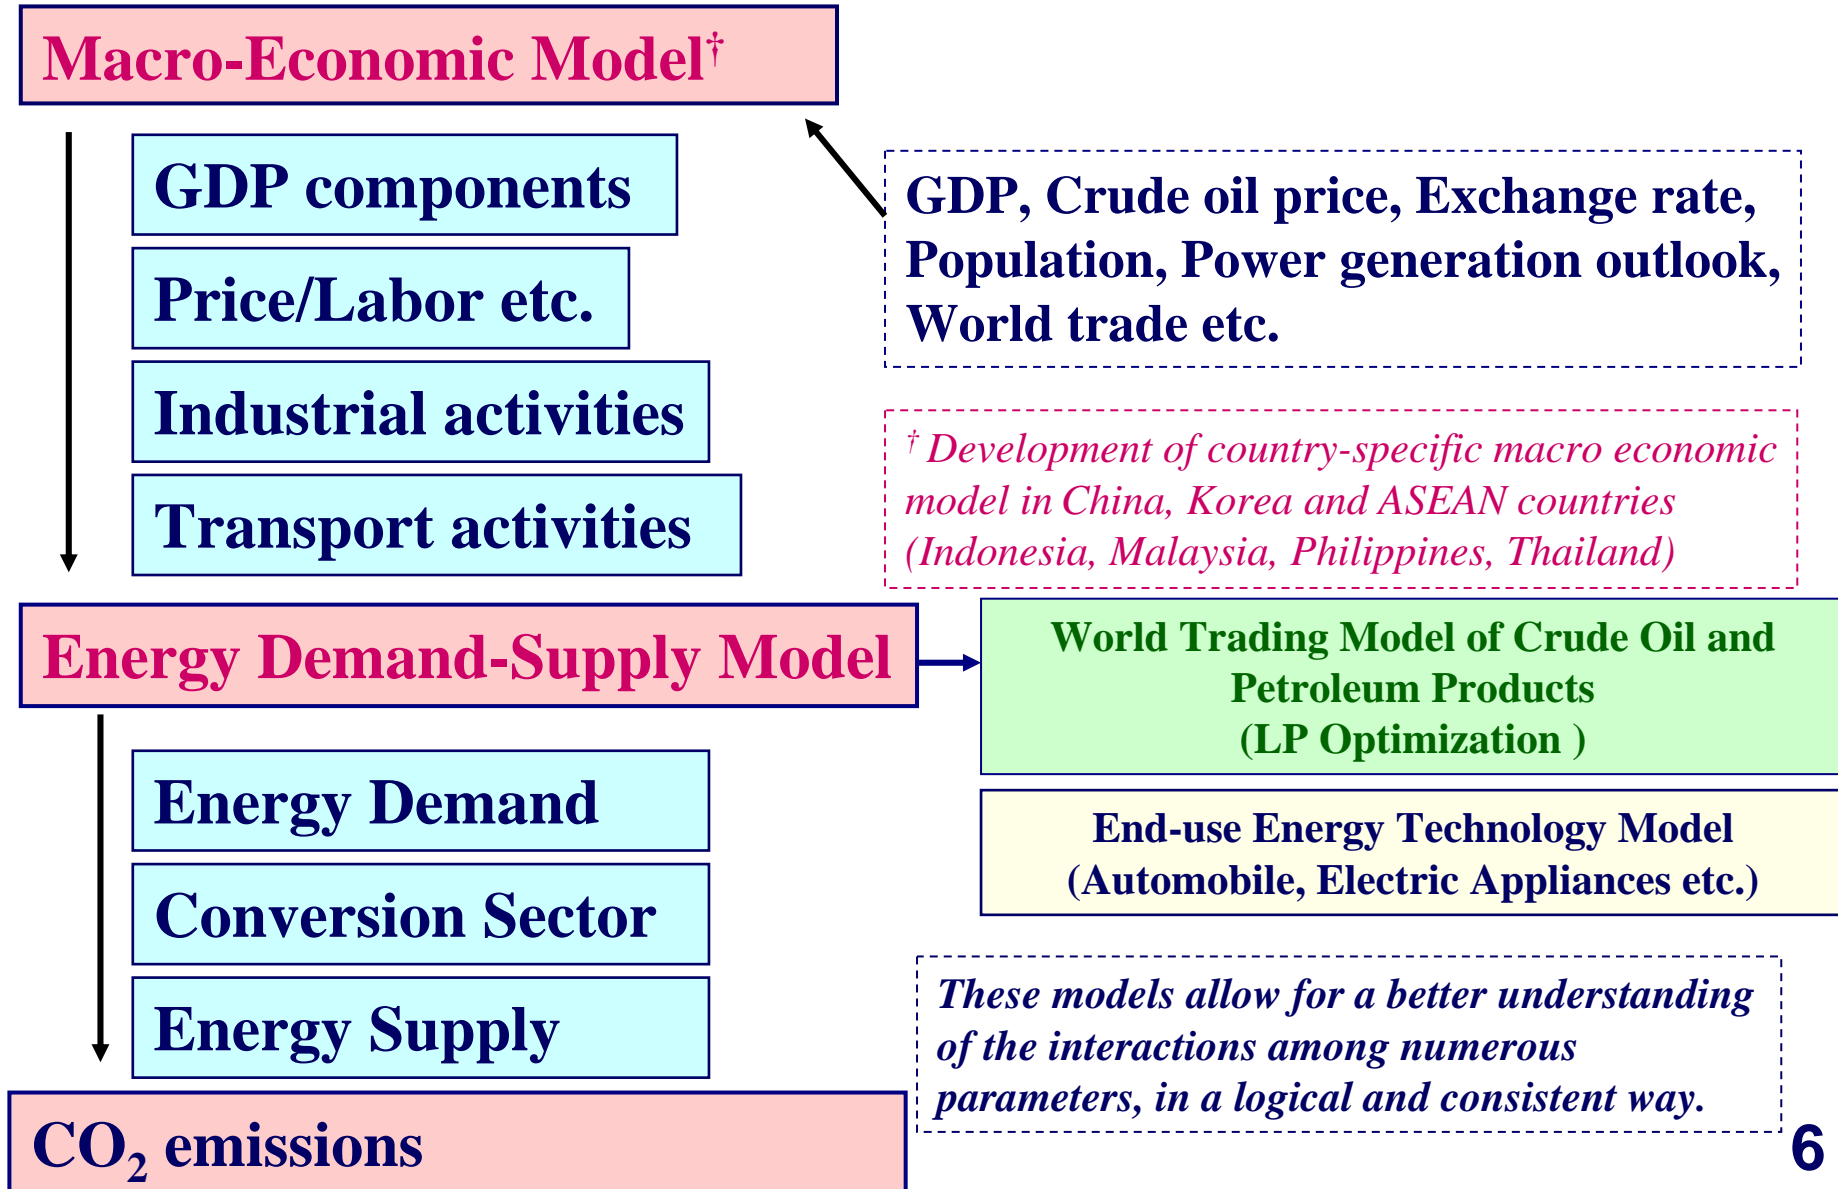 Macro-Economic Model†
GDP components
Price/Labor etc.
Industrial activities
Transport activities
GDP, Crude oil price, Exchange rate,
Population, Power generation outlook,
World trade etc.
† Development of country-specific macro economic
model in China, Korea and ASEAN countries
(Indonesia, Malaysia, Philippines, Thailand)
Energy Demand-Supply Model
World Trading Model of Crude Oil and
Petroleum Products
(LP Optimization )
End-use Energy Technology Model
(Automobile, Electric Appliances etc.)
Energy Demand
Conversion Sector
Energy Supply
These models allow for a better understanding
of the interactions among numerous
parameters, in a logical and consistent way.
CO₂ emissions
6